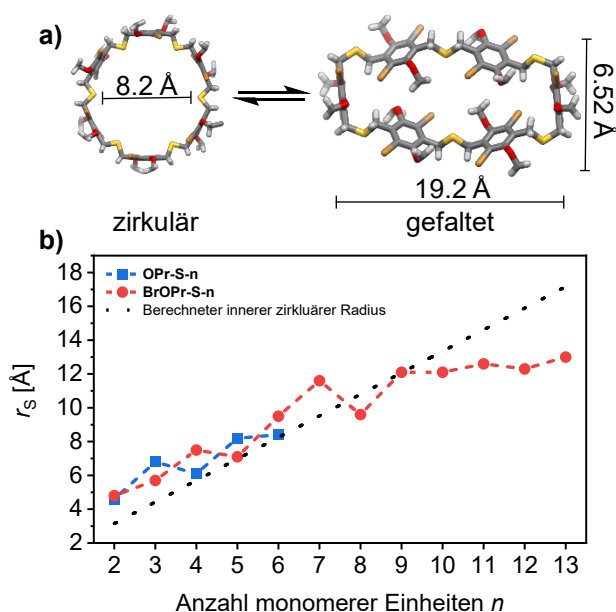 a)
8.2 Å
6.52 Å
19.2 Å
zirkulär
gefaltet
b)
18
16
14
12
10
8
6
4
2
rS [Å]
OPr-S-n
BrOPr-S-n
Berechneter innerer zirkluärer Radius
2 3 4 5 6 7 8 9 10 11 12 13
Anzahl monomerer Einheiten n